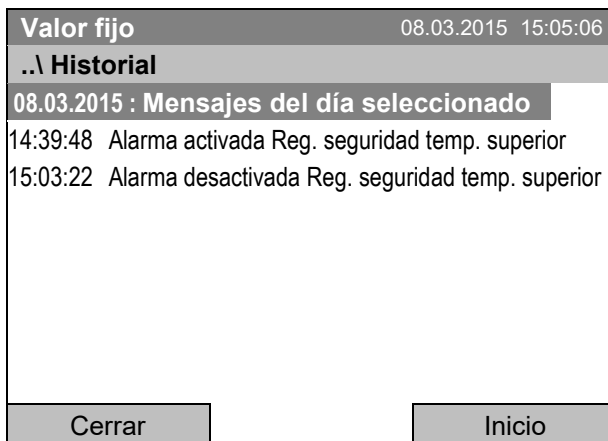 Valor fijo 08.03.2015 15:05:06
..\ Historial
08.03.2015 : Mensajes del día seleccionado
14:39:48 Alarma activada Reg. seguridad temp. superior
15:03:22 Alarma desactivada Reg. seguridad temp. superior
Cerrar Inicio